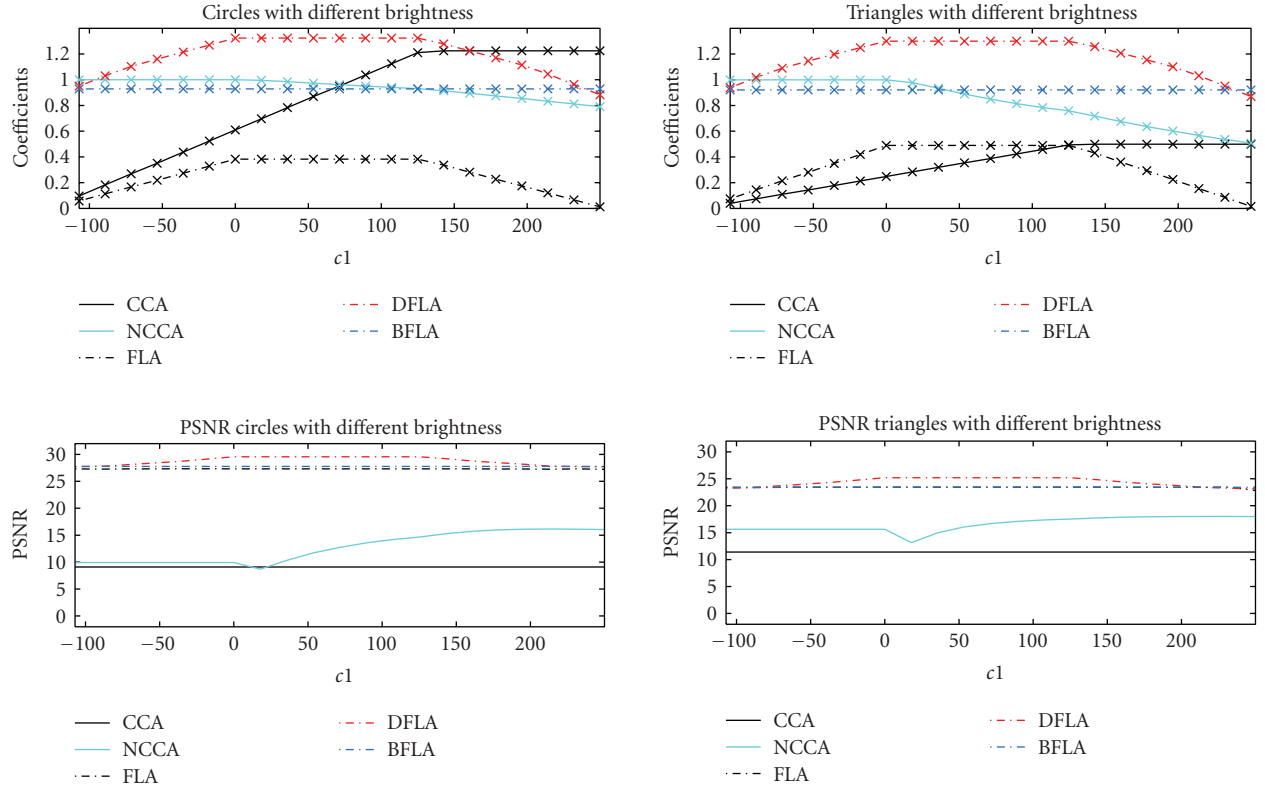 Circles with different brightness
1.2
1
0.8
0.6
0.4
0.2
0
Coefficients
−100 −50 0 50 100 150 200
c1
CCA
NCCA
FLA
DFLA
BFLA
Triangles with different brightness
1.2
1
0.8
0.6
0.4
0.2
0
Coefficients
−100 −50 0 50 100 150 200
c1
CCA
NCCA
FLA
DFLA
BFLA
PSNR circles with different brightness
30
25
20
15
10
5
0
PSNR
−100 −50 0 50 100 150 200
c1
CCA
NCCA
FLA
DFLA
BFLA
PSNR triangles with different brightness
30
25
20
15
10
5
0
PSNR
−100 −50 0 50 100 150 200
c1
CCA
NCCA
FLA
DFLA
BFLA